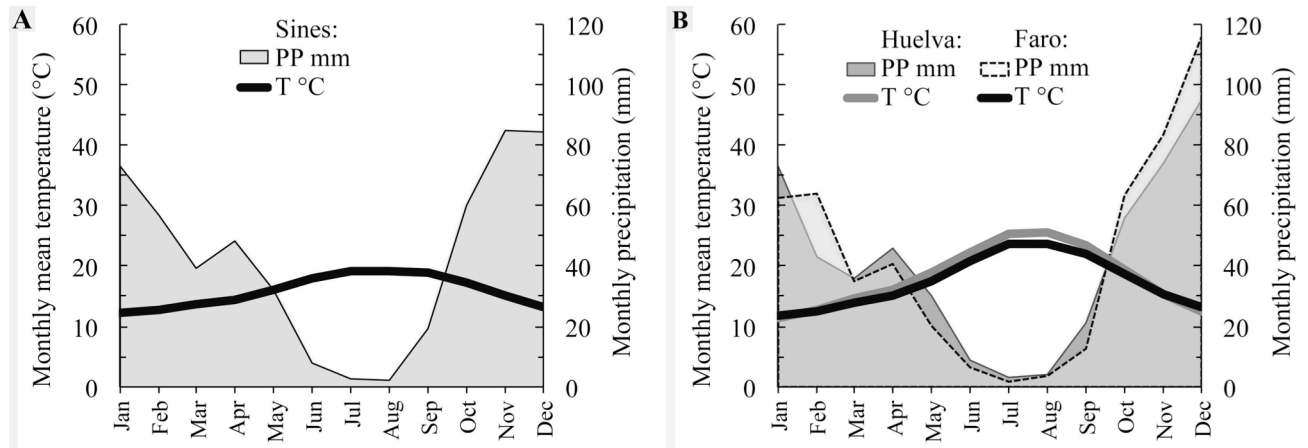 A
Monthly mean temperature (°C)
60
50
40
30
20
10
0
Sines:
PP mm
T °C
120
100
80
60
40
20
0
Monthly precipitation (mm)
Jan
Feb
Mar
Apr
May
Jun
Jul
Aug
Sep
Oct
Nov
Dec
B
Monthly mean temperature (°C)
60
50
40
30
20
10
0
Huelva: Faro:
PP mm PP mm
T °C T °C
120
100
80
60
40
20
0
Monthly precipitation (mm)
Jan
Feb
Mar
Apr
May
Jun
Jul
Aug
Sep
Oct
Nov
Dec